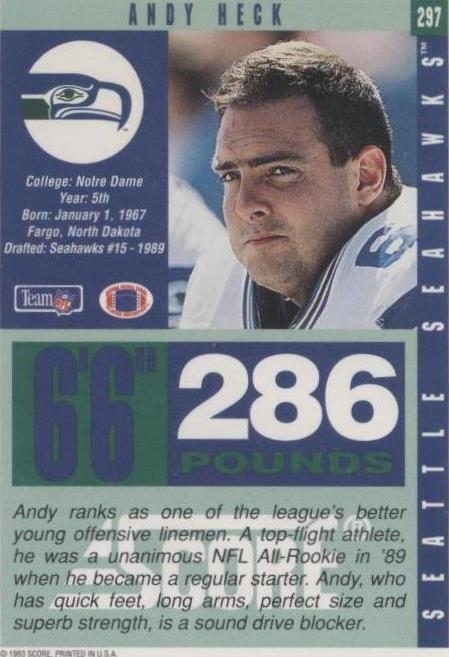 ANDY HECK
297
SEATTLE SEAHAWKS™
College: Notre Dame
Year: 5th
Born: January 1, 1967
Fargo, North Dakota
Drafted: Seahawks #15 - 1989
Team NFL
6'6"
286
POUNDS
Andy ranks as one of the league's better
young offensive linemen. A top-flight athlete,
he was a unanimous NFL All-Rookie in '89
when he became a regular starter. Andy, who
has quick feet, long arms, perfect size and
superb strength, is a sound drive blocker.
SCORE®
© 1993 SCORE, PRINTED IN U.S.A.